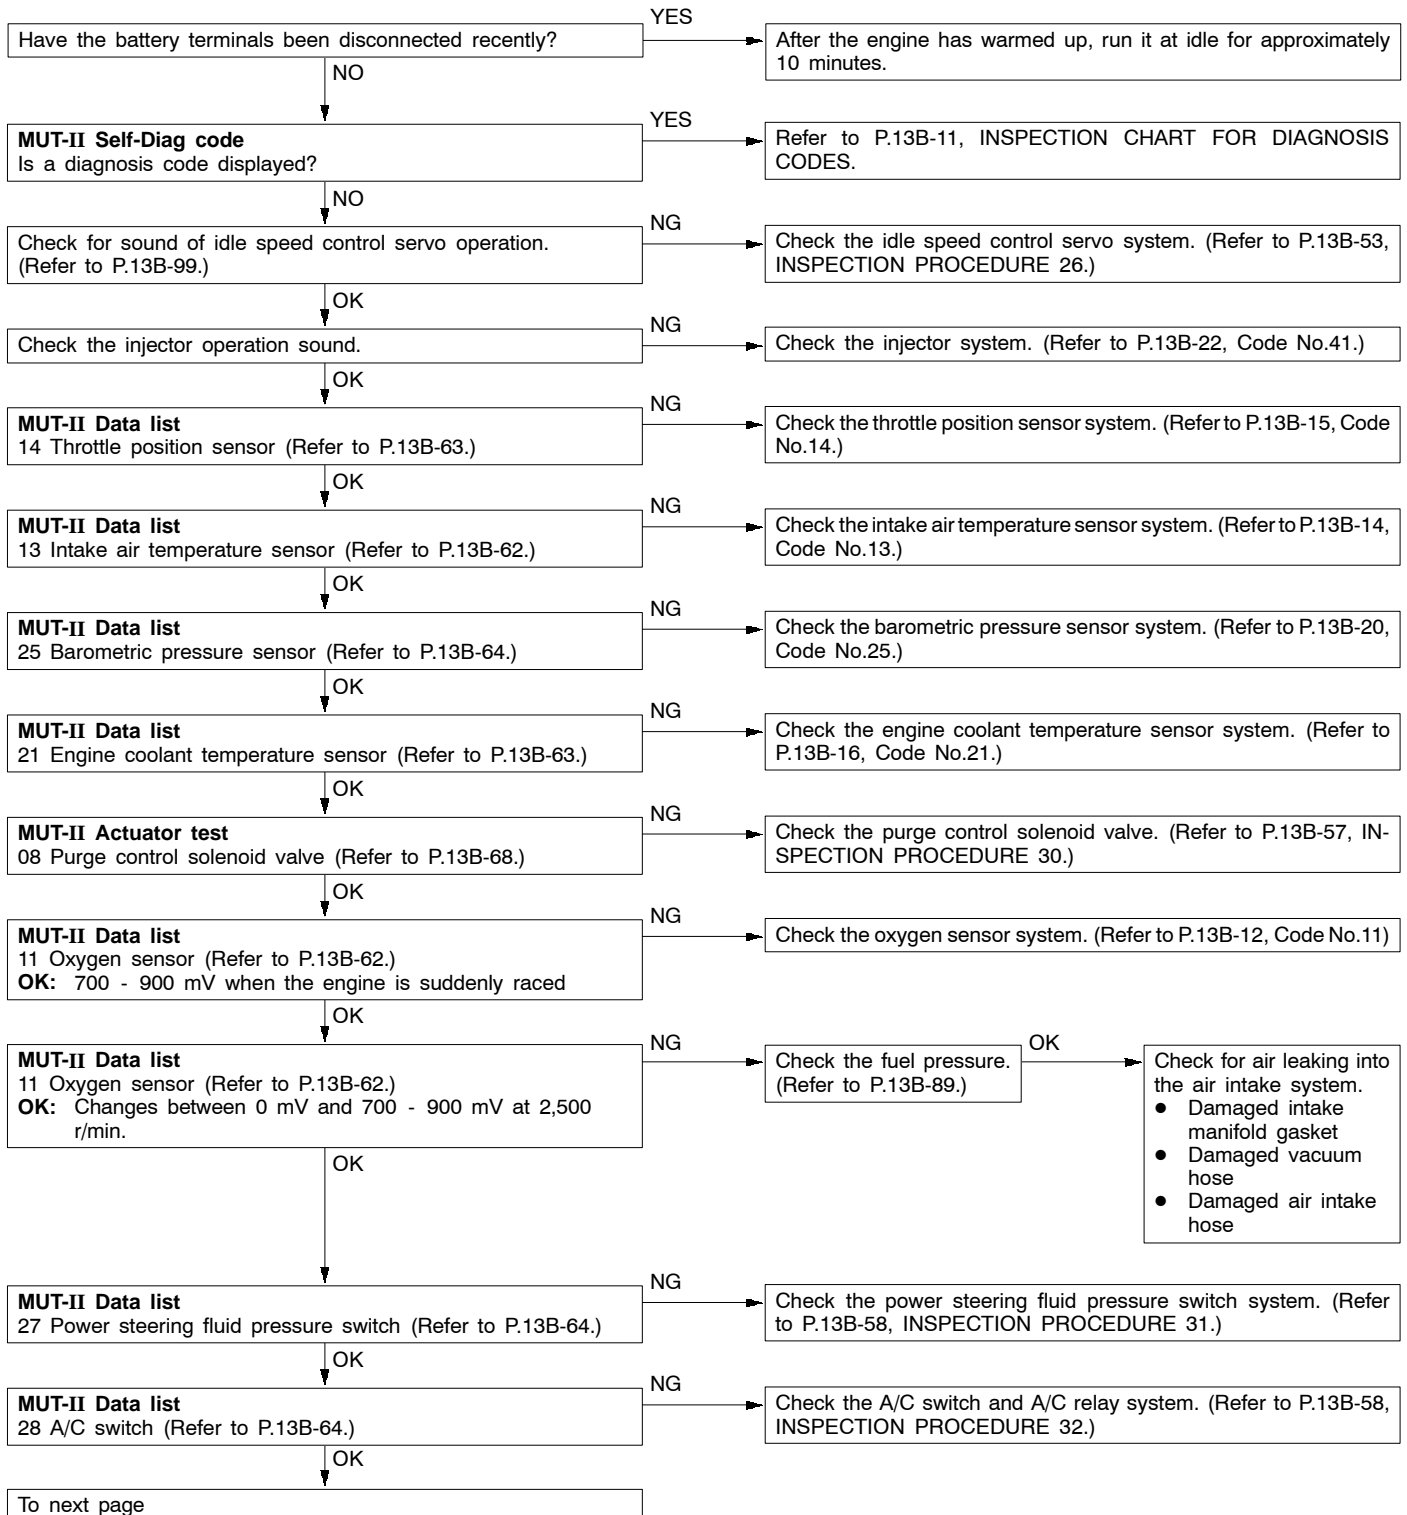 Have the battery terminals been disconnected recently?
YES
After the engine has warmed up, run it at idle for approximately
10 minutes.
NO
MUT-II Self-Diag code
Is a diagnosis code displayed?
YES
Refer to P.13B-11, INSPECTION CHART FOR DIAGNOSIS
CODES.
NO
Check for sound of idle speed control servo operation.
(Refer to P.13B-99.)
NG
Check the idle speed control servo system. (Refer to P.13B-53,
INSPECTION PROCEDURE 26.)
OK
Check the injector operation sound.
NG
Check the injector system. (Refer to P.13B-22, Code No.41.)
OK
MUT-II Data list
14 Throttle position sensor (Refer to P.13B-63.)
NG
Check the throttle position sensor system. (Refer to P.13B-15, Code
No.14.)
OK
MUT-II Data list
13 Intake air temperature sensor (Refer to P.13B-62.)
NG
Check the intake air temperature sensor system. (Refer to P.13B-14,
Code No.13.)
OK
MUT-II Data list
25 Barometric pressure sensor (Refer to P.13B-64.)
NG
Check the barometric pressure sensor system. (Refer to P.13B-20,
Code No.25.)
OK
MUT-II Data list
21 Engine coolant temperature sensor (Refer to P.13B-63.)
NG
Check the engine coolant temperature sensor system. (Refer to
P.13B-16, Code No.21.)
OK
MUT-II Actuator test
08 Purge control solenoid valve (Refer to P.13B-68.)
NG
Check the purge control solenoid valve. (Refer to P.13B-57, IN-
SPECTION PROCEDURE 30.)
OK
MUT-II Data list
11 Oxygen sensor (Refer to P.13B-62.)
OK: 700 - 900 mV when the engine is suddenly raced
NG
Check the oxygen sensor system. (Refer to P.13B-12, Code No.11)
OK
MUT-II Data list
11 Oxygen sensor (Refer to P.13B-62.)
OK: Changes between 0 mV and 700 - 900 mV at 2,500
r/min.
NG
Check the fuel pressure.
(Refer to P.13B-89.)
OK
Check for air leaking into
the air intake system.
● Damaged intake
manifold gasket
● Damaged vacuum
hose
● Damaged air intake
hose
OK
MUT-II Data list
27 Power steering fluid pressure switch (Refer to P.13B-64.)
NG
Check the power steering fluid pressure switch system. (Refer
to P.13B-58, INSPECTION PROCEDURE 31.)
OK
MUT-II Data list
28 A/C switch (Refer to P.13B-64.)
NG
Check the A/C switch and A/C relay system. (Refer to P.13B-58,
INSPECTION PROCEDURE 32.)
OK
To next page